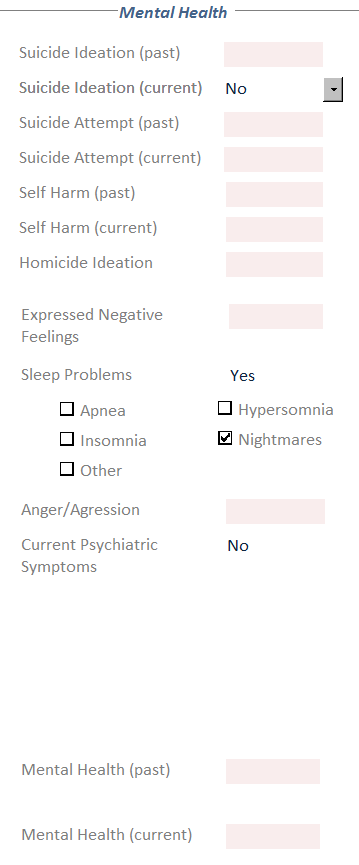 Mental Health
Suicide Ideation (past)
Suicide Ideation (current) No
Suicide Attempt (past)
Suicide Attempt (current)
Self Harm (past)
Self Harm (current)
Homicide Ideation
Expressed Negative
Feelings
Sleep Problems Yes
Apnea Hypersomnia
Insomnia Nightmares
Other
Anger/Agression
Current Psychiatric No
Symptoms
Mental Health (past)
Mental Health (current)